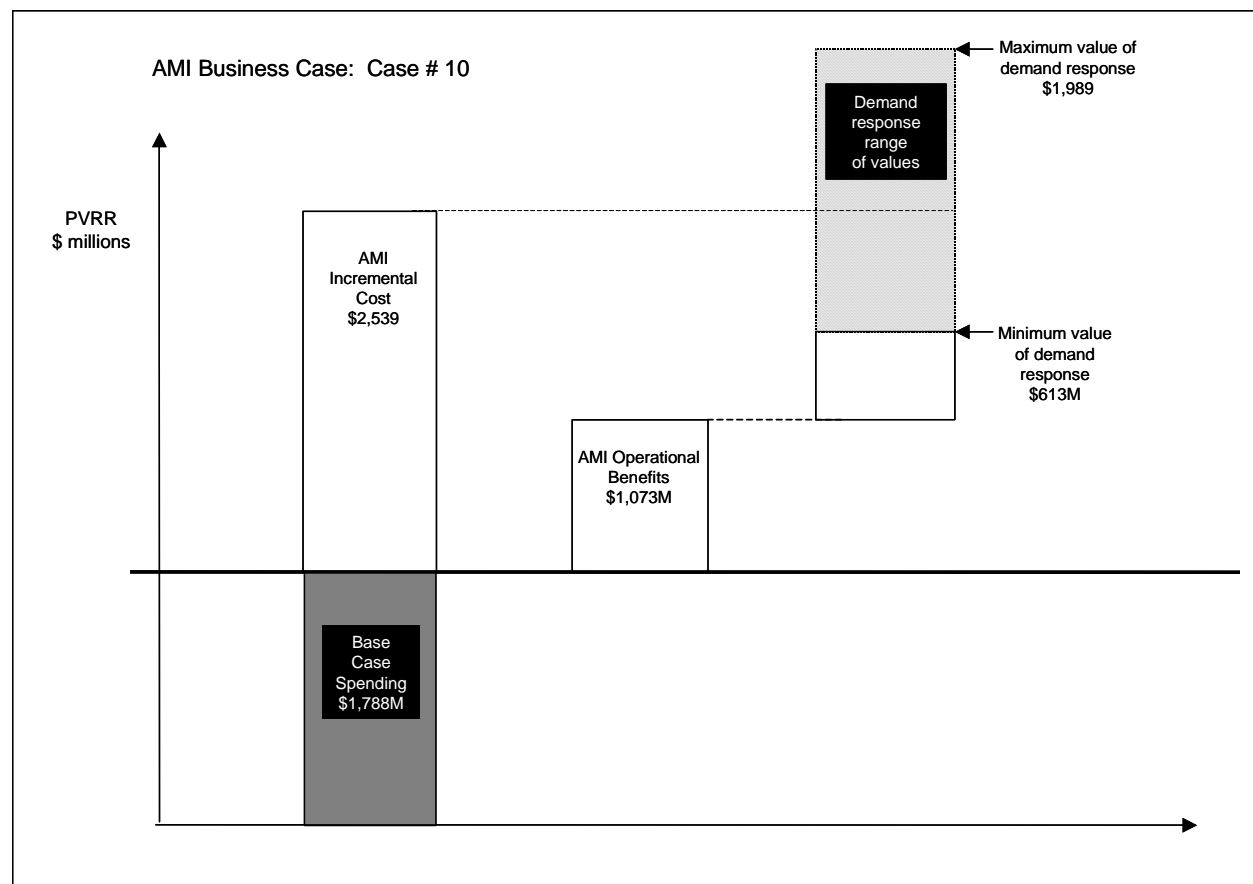 AMI Business Case:  Case # 10
Maximum value of
demand response
$1,989
Demand
response
range
of values
PVRR
$ millions
AMI
Incremental
Cost
$2,539
Minimum value
of demand
response
$613M
AMI Operational
Benefits
$1,073M
Base
Case
Spending
$1,788M